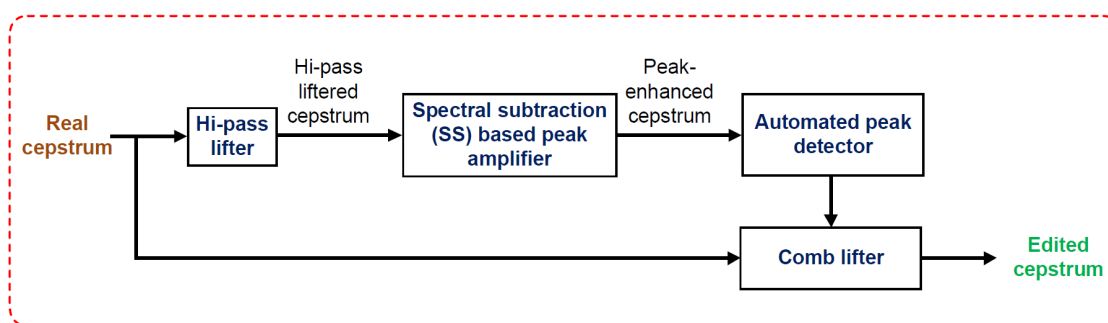 Real
cepstrum
Hi-pass
lifter
Hi-pass
liftered
cepstrum
Spectral subtraction
(SS) based peak
amplifier
Peak-
enhanced
cepstrum
Automated peak
detector
Comb lifter
Edited
cepstrum